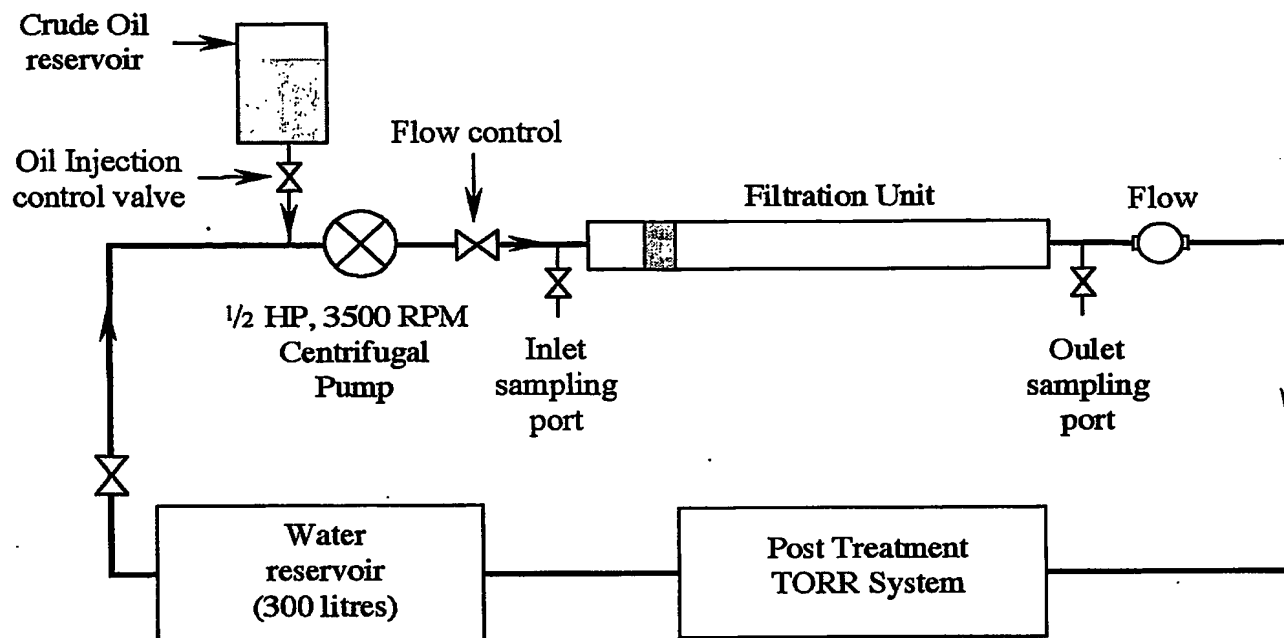 Crude Oil
reservoir
Oil Injection
control valve
Flow control
Filtration Unit
Flow
1/2 HP, 3500 RPM
Centrifugal
Pump
Inlet
sampling
port
Oulet
sampling
port
Water
reservoir
(300 litres)
Post Treatment
TORR System